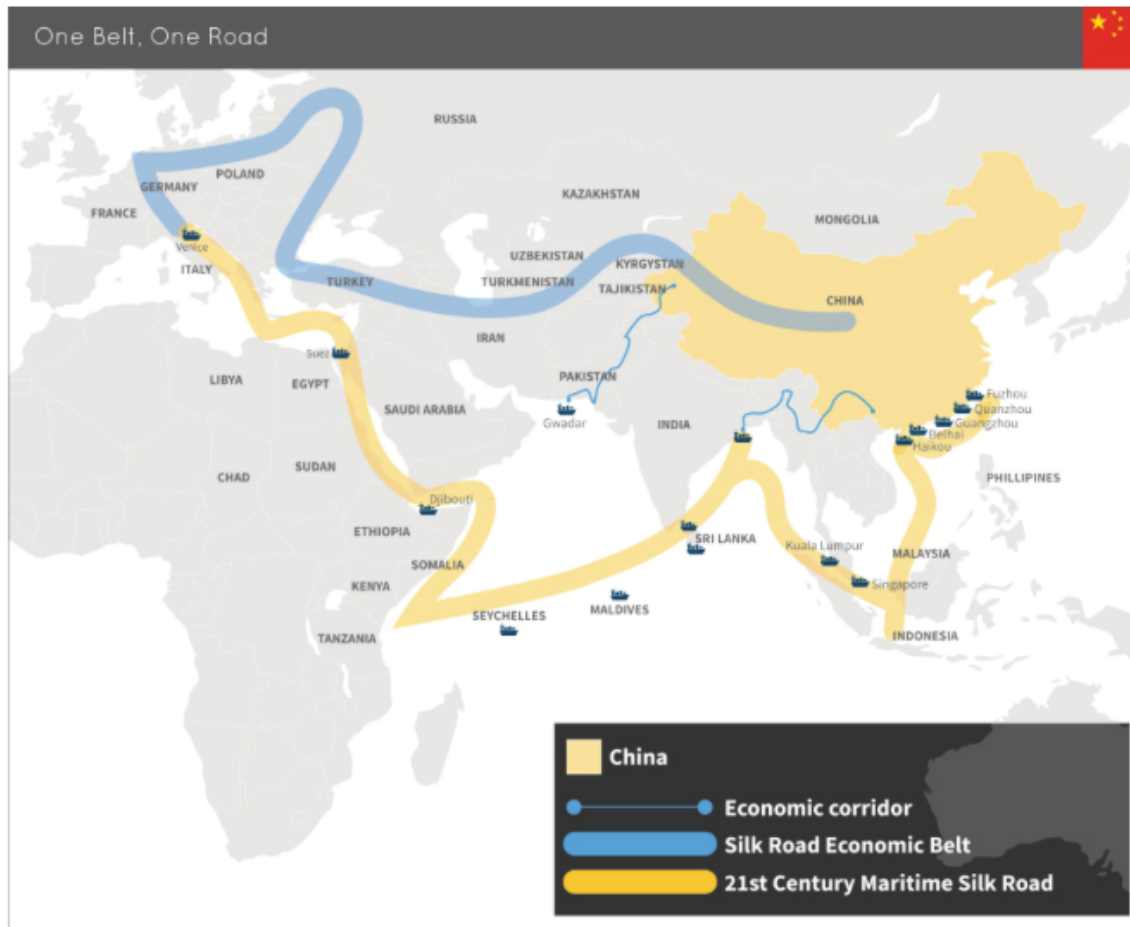 One Belt, One Road
RUSSIA
POLAND
GERMANY
FRANCE
KAZAKHSTAN
MONGOLIA
Venice
ITALY
UZBEKISTAN
KYRGYSTAN
TURKEY
TURKMENISTAN
TAJIKISTAN
CHINA
IRAN
Suez
LIBYA
EGYPT
PAKISTAN
SAUDI ARABIA
Gwadar
INDIA
Fuzhou
Quanzhou
Guangzhou
Beihai
Haikou
SUDAN
CHAD
PHILLIPINES
Djibouti
ETHIOPIA
SRI LANKA
Kuala Lumpur
MALAYSIA
SOMALIA
KENYA
Singapore
SEYCHELLES
MALDIVES
TANZANIA
INDONESIA
China
Economic corridor
Silk Road Economic Belt
21st Century Maritime Silk Road